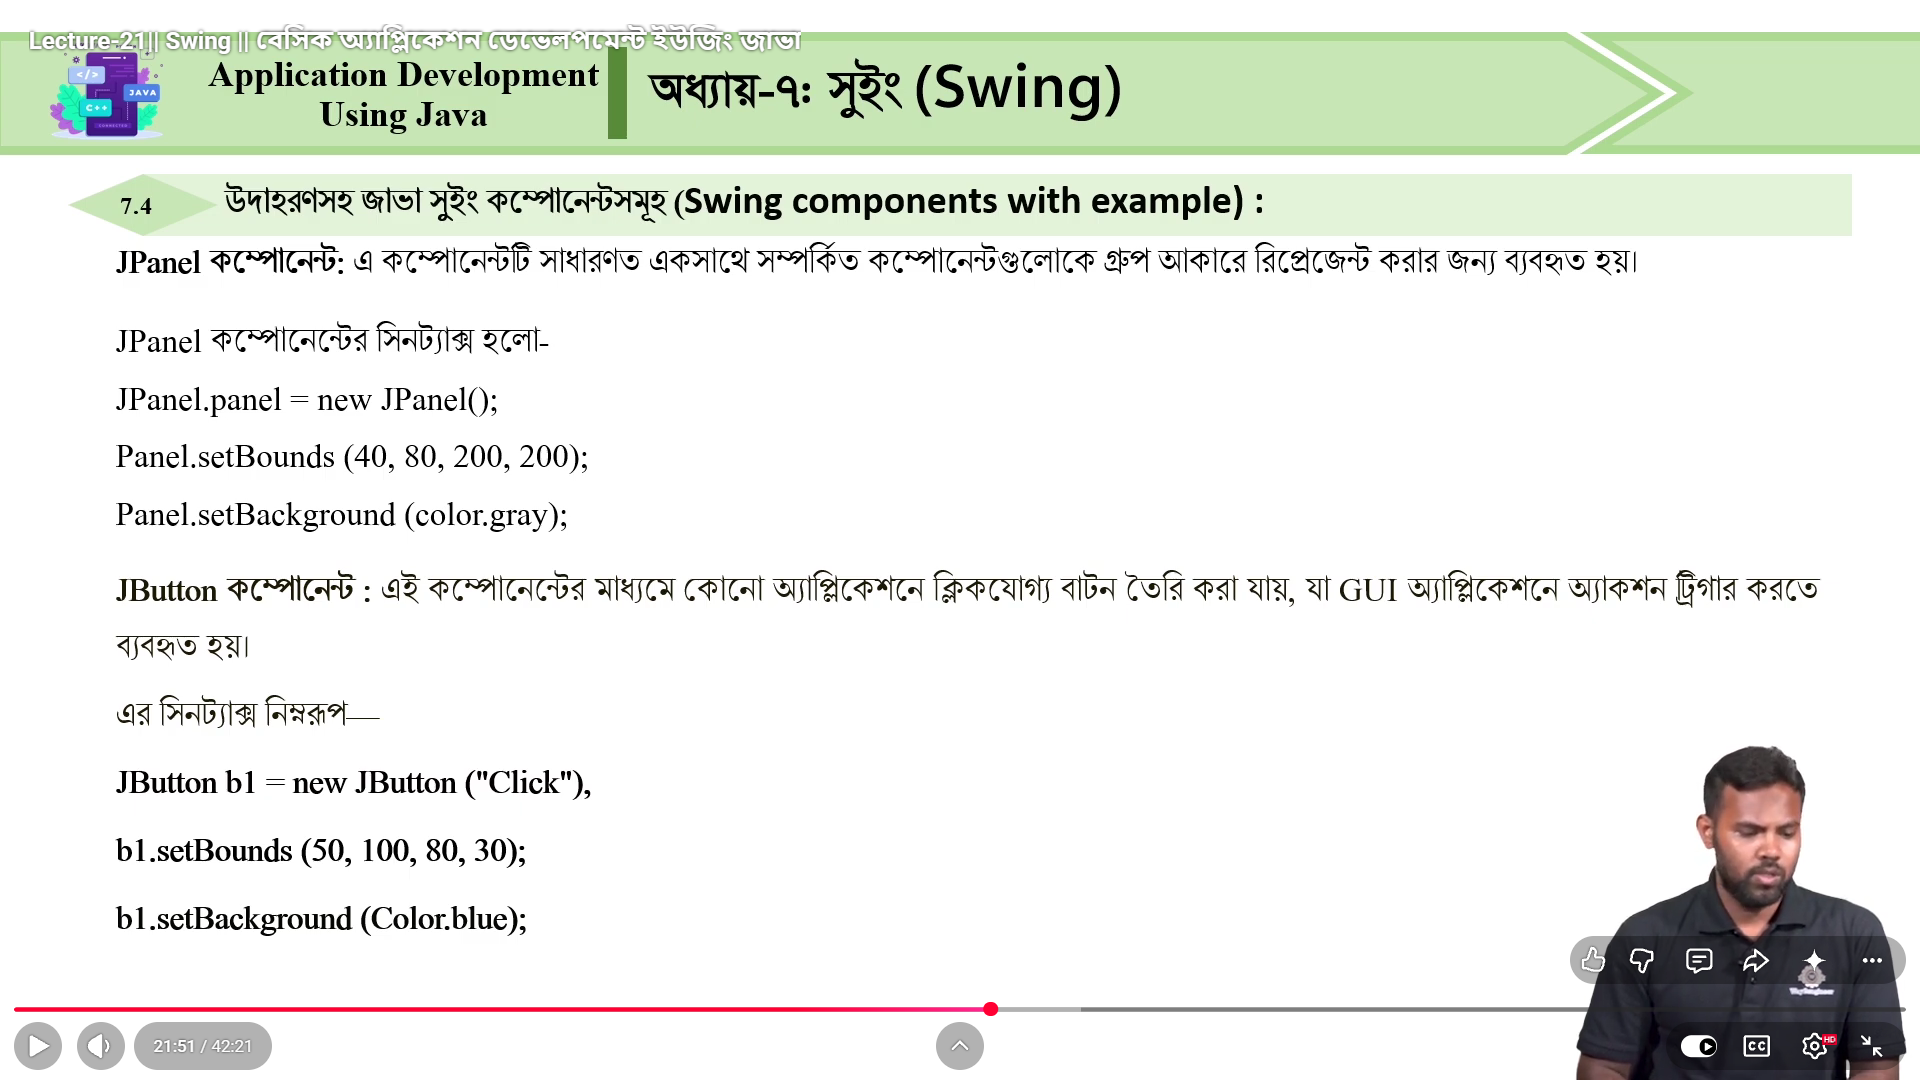 Lecture-21|| Swing || বেসিক অ্যাপ্লিকেশন ডেভেলপমেন্ট ইউজিং জাভা
</>
JAVA
C++
Application Development
Using Java
অধ্যায়-৭ঃ সুইং (Swing)
7.4
উদাহরণসহ জাভা সুইং কম্পোনেন্টসমূহ (Swing components with example) :
JPanel কম্পোনেন্ট: এ কম্পোনেন্টটি সাধারণত একসাথে সম্পর্কিত কম্পোনেন্টগুলোকে গ্রুপ আকারে রিপ্রেজেন্ট করার জন্য ব্যবহৃত হয়।
JPanel কম্পোনেন্টের সিনট্যাক্স হলো-
JPanel.panel = new JPanel();
Panel.setBounds (40, 80, 200, 200);
Panel.setBackground (color.gray);
JButton কম্পোনেন্ট : এই কম্পোনেন্টের মাধ্যমে কোনো অ্যাপ্লিকেশনে ক্লিকযোগ্য বাটন তৈরি করা যায়, যা GUI অ্যাপ্লিকেশনে অ্যাকশন ট্রিগার করতে
ব্যবহৃত হয়।
এর সিনট্যাক্স নিম্নরূপ—
JButton b1 = new JButton ("Click"),
b1.setBounds (50, 100, 80, 30);
b1.setBackground (Color.blue);
21:51 / 42:21
CC
HD